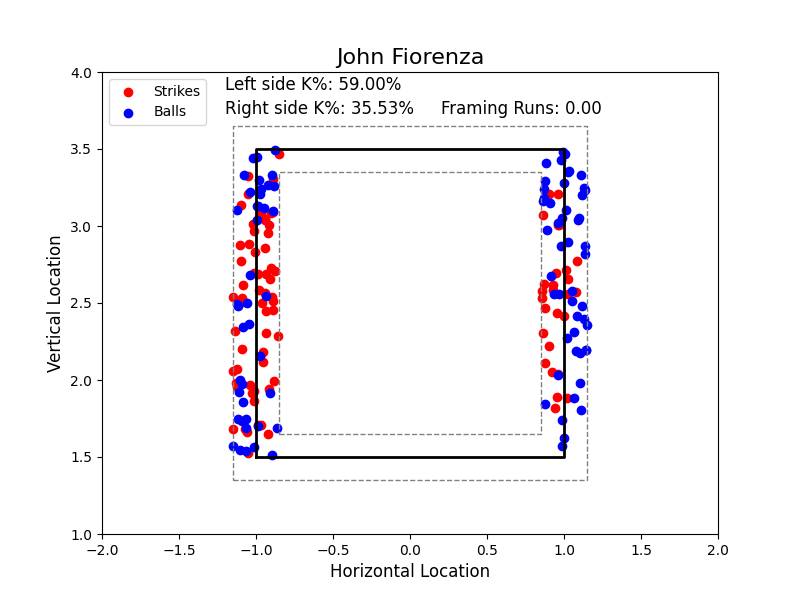 John Fiorenza
Strikes
Balls
Left side K%: 59.00%
Right side K%: 35.53% Framing Runs: 0.00
4.0
3.5
3.0
2.5
2.0
1.5
1.0
Vertical Location
−2.0 −1.5 −1.0 −0.5 0.0 0.5 1.0 1.5 2.0
Horizontal Location